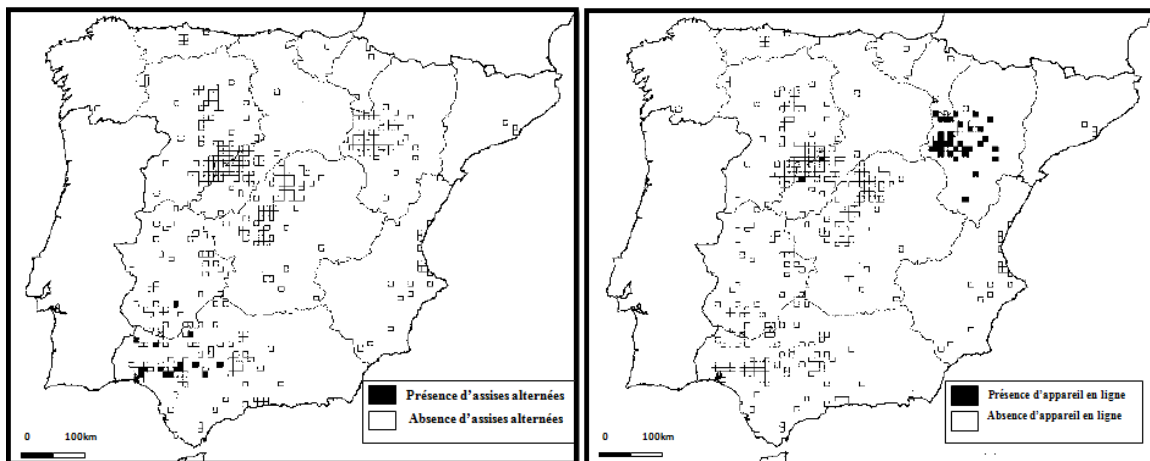 Présence d'assises alternées
Absence d'assises alternées
0 100km
Présence d'appareil en ligne
Absence d'appareil en ligne
0 100km